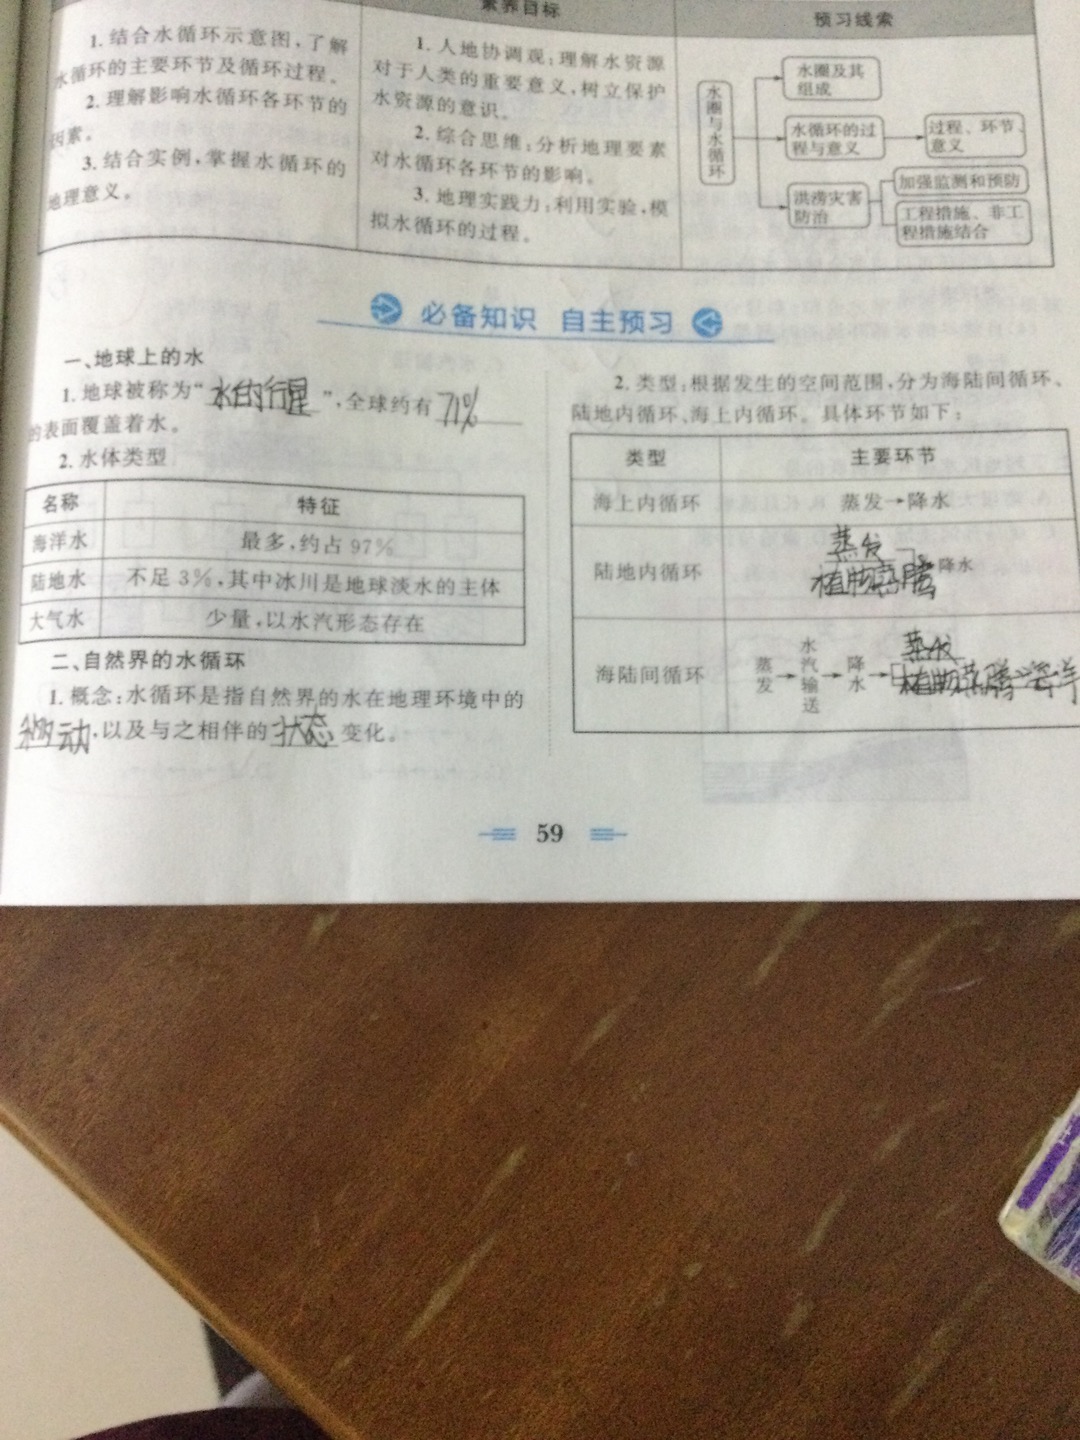 素养目标
预习线索
1.结合水循环示意图,了解
水循环的主要环节及循环过程。
2.理解影响水循环各环节的
因素。
3.结合实例,掌握水循环的
地理意义。
1.人地协调观:理解水资源
对于人类的重要意义,树立保护
水资源的意识。
2.综合思维:分析地理要素
对水循环各环节的影响。
3.地理实践力:利用实验,模
拟水循环的过程。
水圈与水循环
水圈及其
组成
水循环的过
程与意义
过程、环节、
意义
洪涝灾害
防治
加强监测和预防
工程措施、非工
程措施结合
必备知识 自主预习
一、地球上的水
1.地球被称为“水的行星”,全球约有71%
的表面覆盖着水。
2.水体类型
名称 特征
海洋水 最多,约占97%
陆地水 不足3%,其中冰川是地球淡水的主体
大气水 少量,以水汽形态存在
二、自然界的水循环
1.概念:水循环是指自然界的水在地理环境中的
移动,以及与之相伴的状态变化。
2.类型:根据发生的空间范围,分为海陆间循环、
陆地内循环、海上内循环。具体环节如下:
类型 主要环节
海上内循环 蒸发→降水
陆地内循环 蒸发 植物蒸腾 降水
海陆间循环 蒸发→水汽输送→降水→蒸发 植物蒸腾 海洋
59